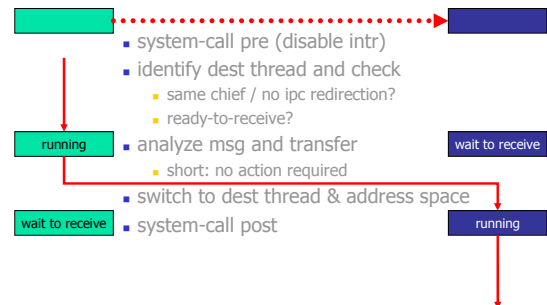 system-call pre (disable intr)
identify dest thread and check
same chief / no ipc redirection?
ready-to-receive?
running
analyze msg and transfer
wait to receive
short: no action required
switch to dest thread & address space
wait to receive
system-call post
running